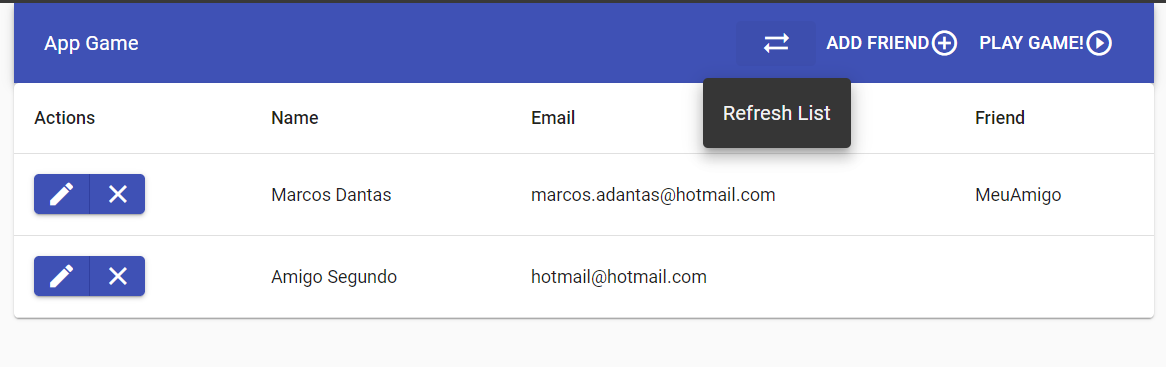 App Game
ADD FRIEND
PLAY GAME!
Refresh List
Actions Name Email Friend
Marcos Dantas marcos.adantas@hotmail.com MeuAmigo
Amigo Segundo hotmail@hotmail.com